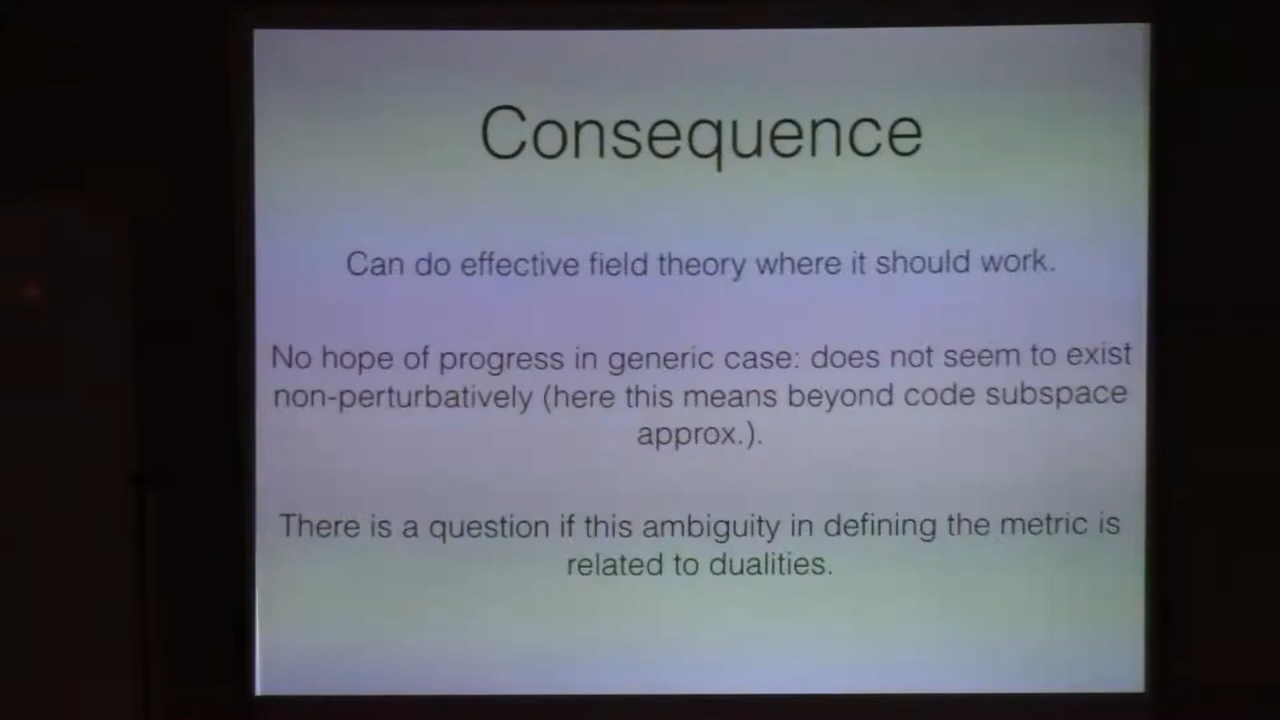 Consequence
Can do effective field theory where it should work.
No hope of progress in generic case: does not seem to exist
non-perturbatively (here this means beyond code subspace
approx.).
There is a question if this ambiguity in defining the metric is
related to dualities.